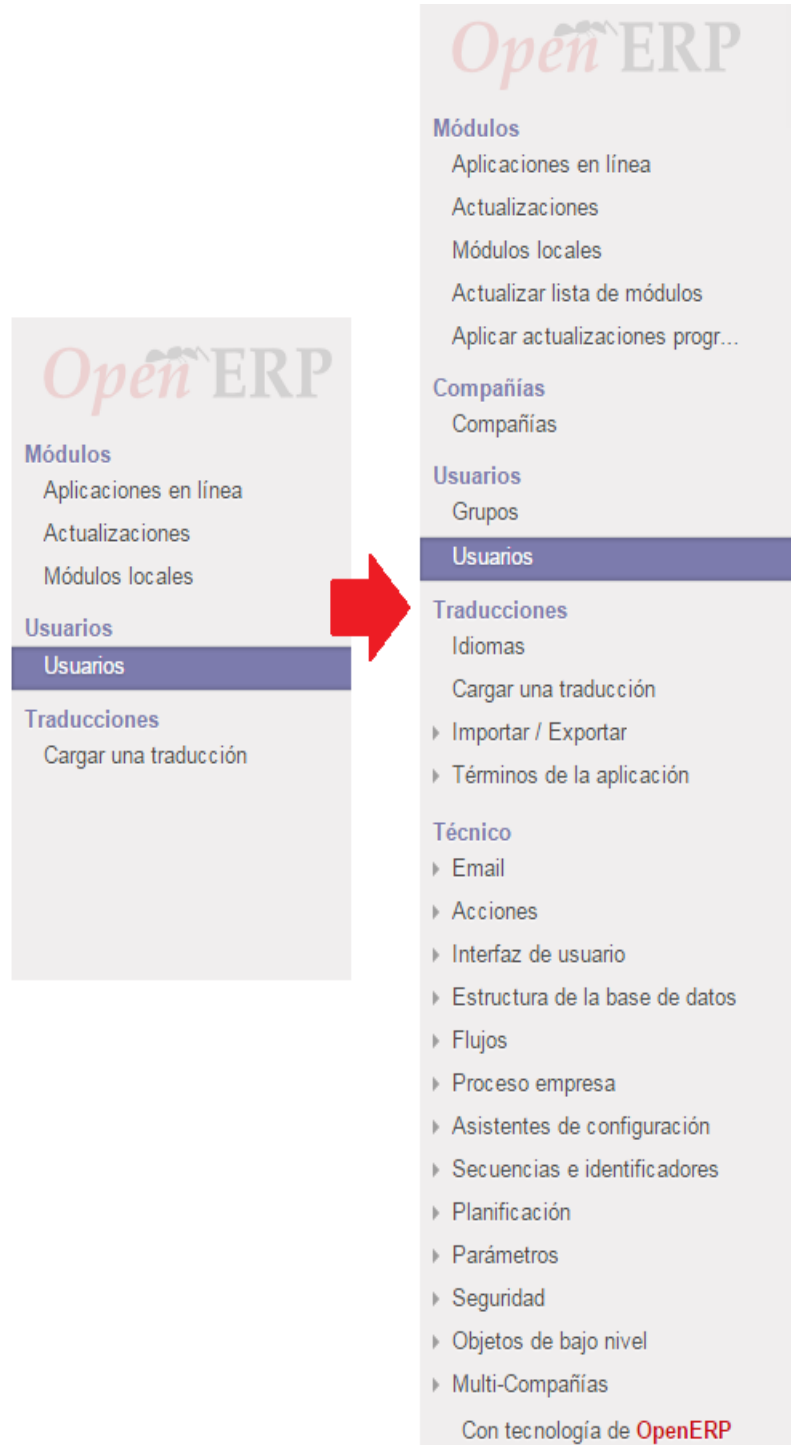 Open ERP
Módulos
Aplicaciones en línea
Actualizaciones
Módulos locales
Usuarios
Usuarios
Traducciones
Cargar una traducción
Open ERP
Módulos
Aplicaciones en línea
Actualizaciones
Módulos locales
Actualizar lista de módulos
Aplicar actualizaciones progr...
Compañías
Compañías
Usuarios
Grupos
Usuarios
Traducciones
Idiomas
Cargar una traducción
Importar / Exportar
Términos de la aplicación
Técnico
Email
Acciones
Interfaz de usuario
Estructura de la base de datos
Flujos
Proceso empresa
Asistentes de configuración
Secuencias e identificadores
Planificación
Parámetros
Seguridad
Objetos de bajo nivel
Multi-Compañías
Con tecnología de OpenERP